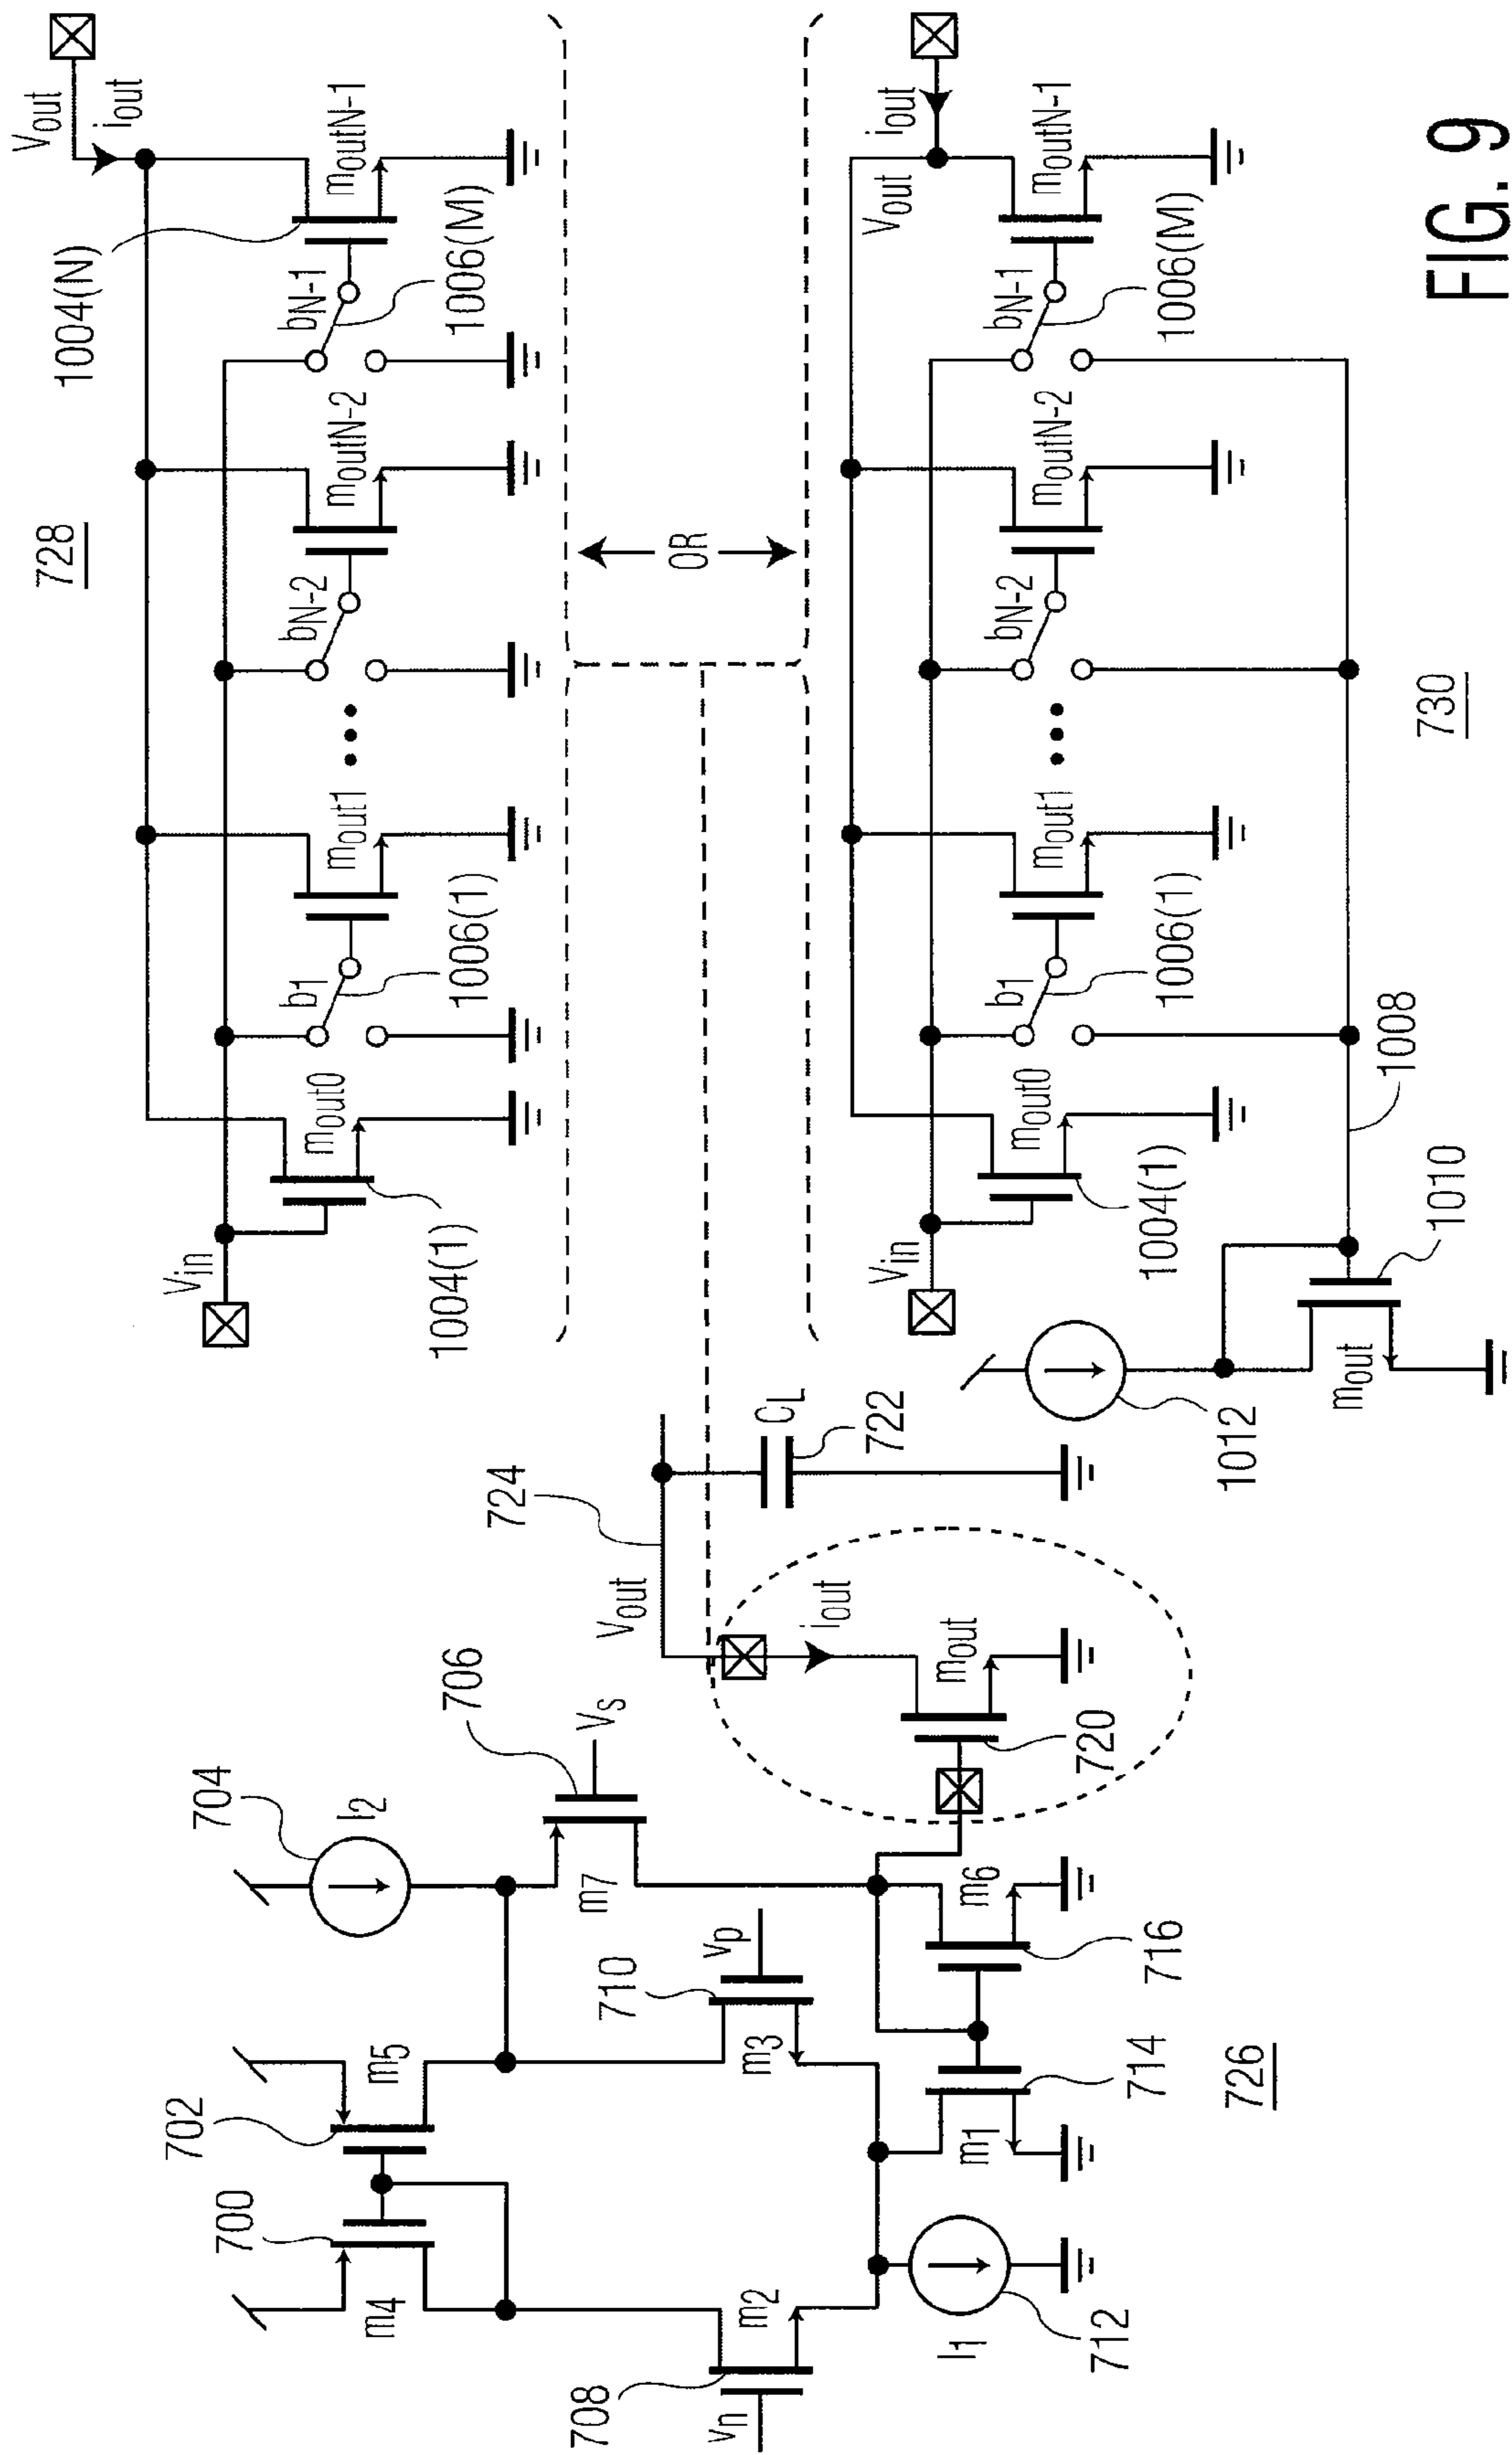 728
Vout
iout
1004(N)
moutN-1
bN-1
1006(M)
moutN-2
bN-2
mout1
b1
1006(1)
mout0
Vin
1004(1)
OR
Vout
iout
moutN-1
bN-1
1006(M)
moutN-2
bN-2
mout1
b1
1006(1)
mout0
Vin
1004(1)
1008
1010
mout
1012
730
724
Vout
CL
722
iout
mout
720
704
I2
706
Vs
m7
702
m5
700
m4
710
vp
m3
708
vn
m2
I1
712
m1
714
m6
716
726
FIG. 9